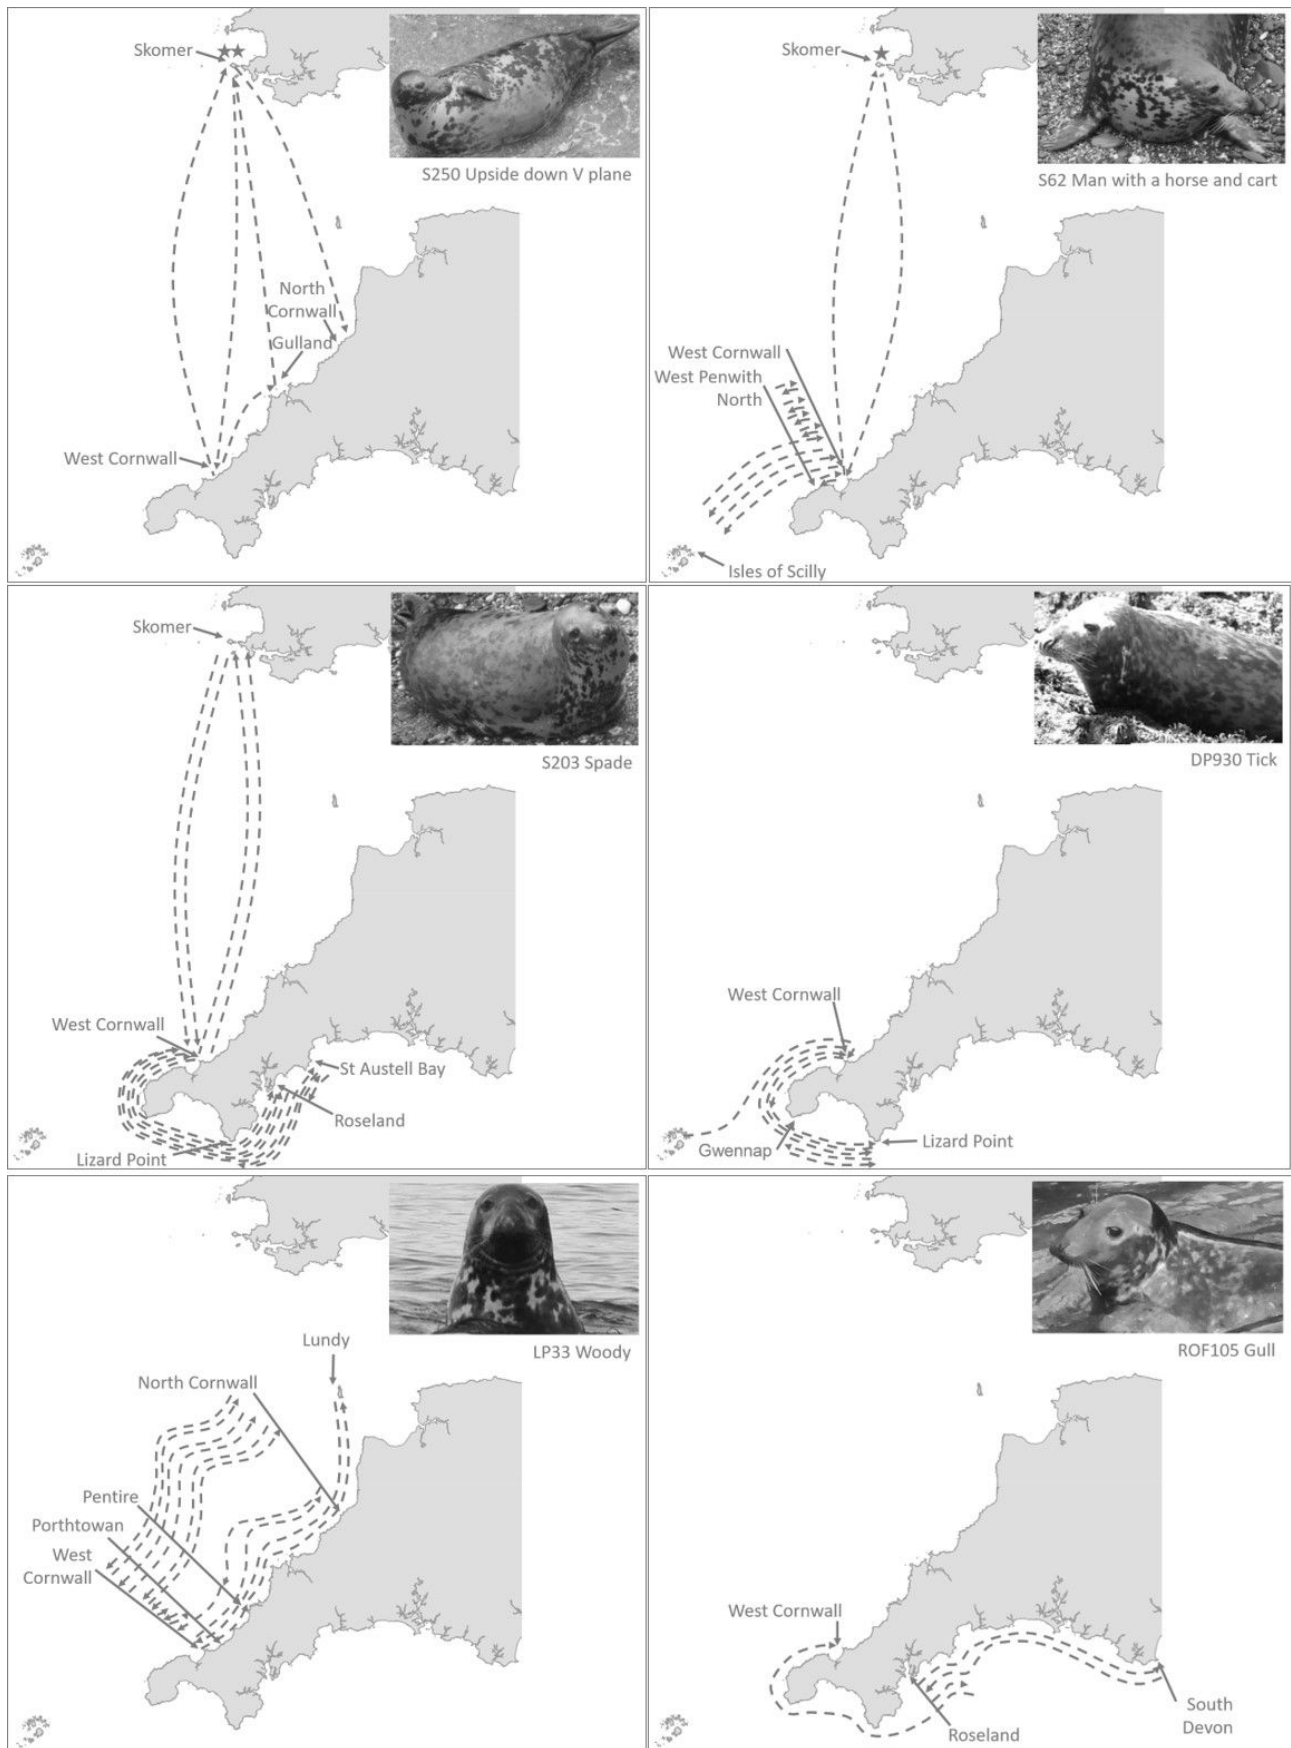 Skomer
S250 Upside down V plane
North
Cornwall
Gulland
West Cornwall
Skomer
S62 Man with a horse and cart
West Cornwall
West Penwith
North
Isles of Scilly
Skomer
S203 Spade
West Cornwall
St Austell Bay
Roseland
Lizard Point
DP930 Tick
West Cornwall
Lizard Point
Gwennap
LP33 Woody
Lundy
North Cornwall
Pentire
Porthtowan
West
Cornwall
ROF105 Gull
West Cornwall
South
Devon
Roseland